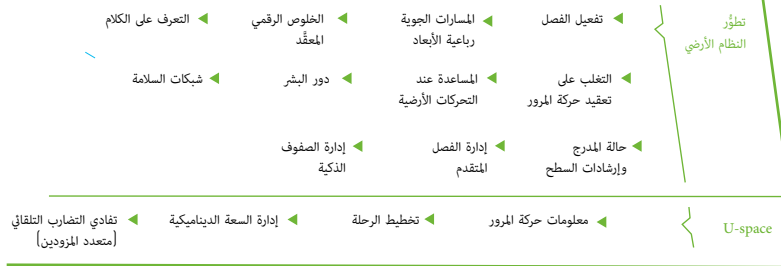 تطوُّر
النظام الأرضي
تفعيل الفصل
المسارات الجوية
رباعية الأبعاد
الخلوص الرقمي
المعقَّد
التعرف على الكلام
التغلب على
تعقيد حركة المرور
المساعدة عند
التحركات الأرضية
دور البشر
شبكات السلامة
حالة المدرج
وإرشادات السطح
إدارة الفصل
المتقدم
إدارة الصفوف
الذكية
U-space
معلومات حركة المرور
تخطيط الرحلة
إدارة السعة الديناميكية
تفادي التضارب التلقائي
(متعدد المزودين)